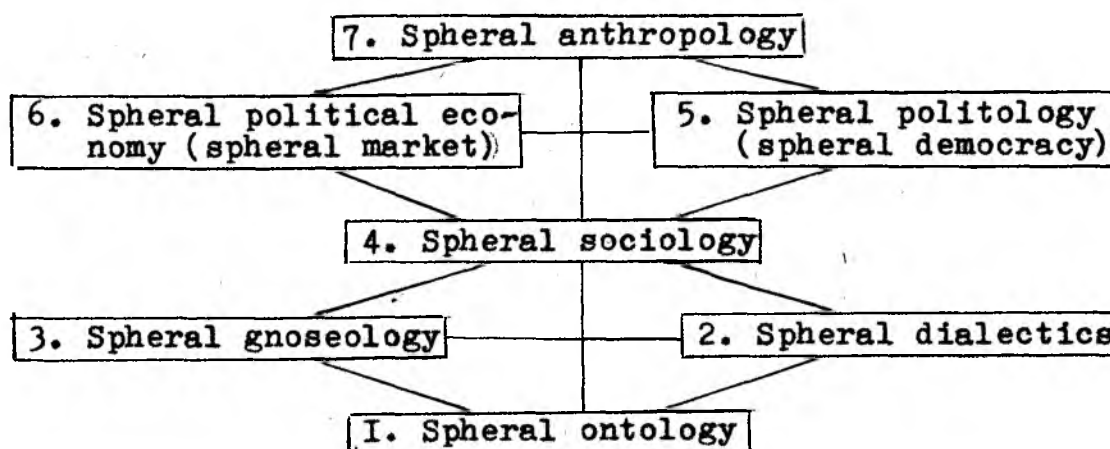 7. Spheral anthropology
6. Spheral political eco-
nomy (spheral market)
5. Spheral politology
(spheral democracy)
4. Spheral sociology
3. Spheral gnoseology
2. Spheral dialectics
I. Spheral ontology